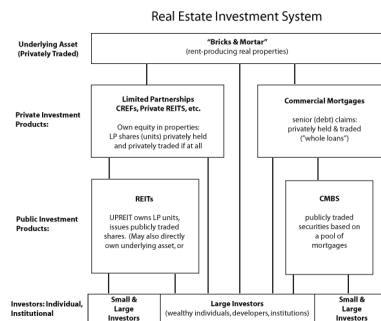 Real Estate Investment System
Underlying Asset
(Privately Traded)
"Bricks & Mortar"
(rent-producing real properties)
Private Investment
Products:
Limited Partnerships
CREFs, Private REITS, etc.
Own equity in properties:
LP shares (units) privately held
and privately traded if at all
Commercial Mortgages
senior (debt) claims:
privately held & traded
("whole loans")
Public Investment
Products:
REITs
UPREIT owns LP units,
issues publicly traded
shares. (May also directly
own underlying asset, or
CMBS
publicly traded
securities based on
a pool of
mortgages
Investors: Individual,
Institutional
Small &
Large
Investors
Large Investors
(wealthy individuals, developers, institutions)
Small &
Large
Investors